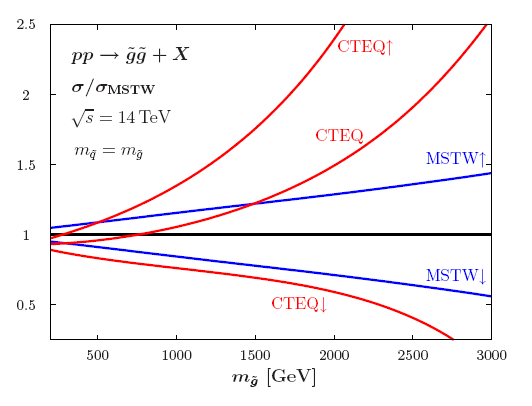 2.5
pp → g̃g̃ + X
CTEQ↑
σ/σMSTW
2
√s = 14 TeV
CTEQ
m_q̃ = m_g̃
MSTW↑
1.5
1
MSTW↓
CTEQ↓
0.5
500 1000 1500 2000 2500 3000
m_g̃ [GeV]